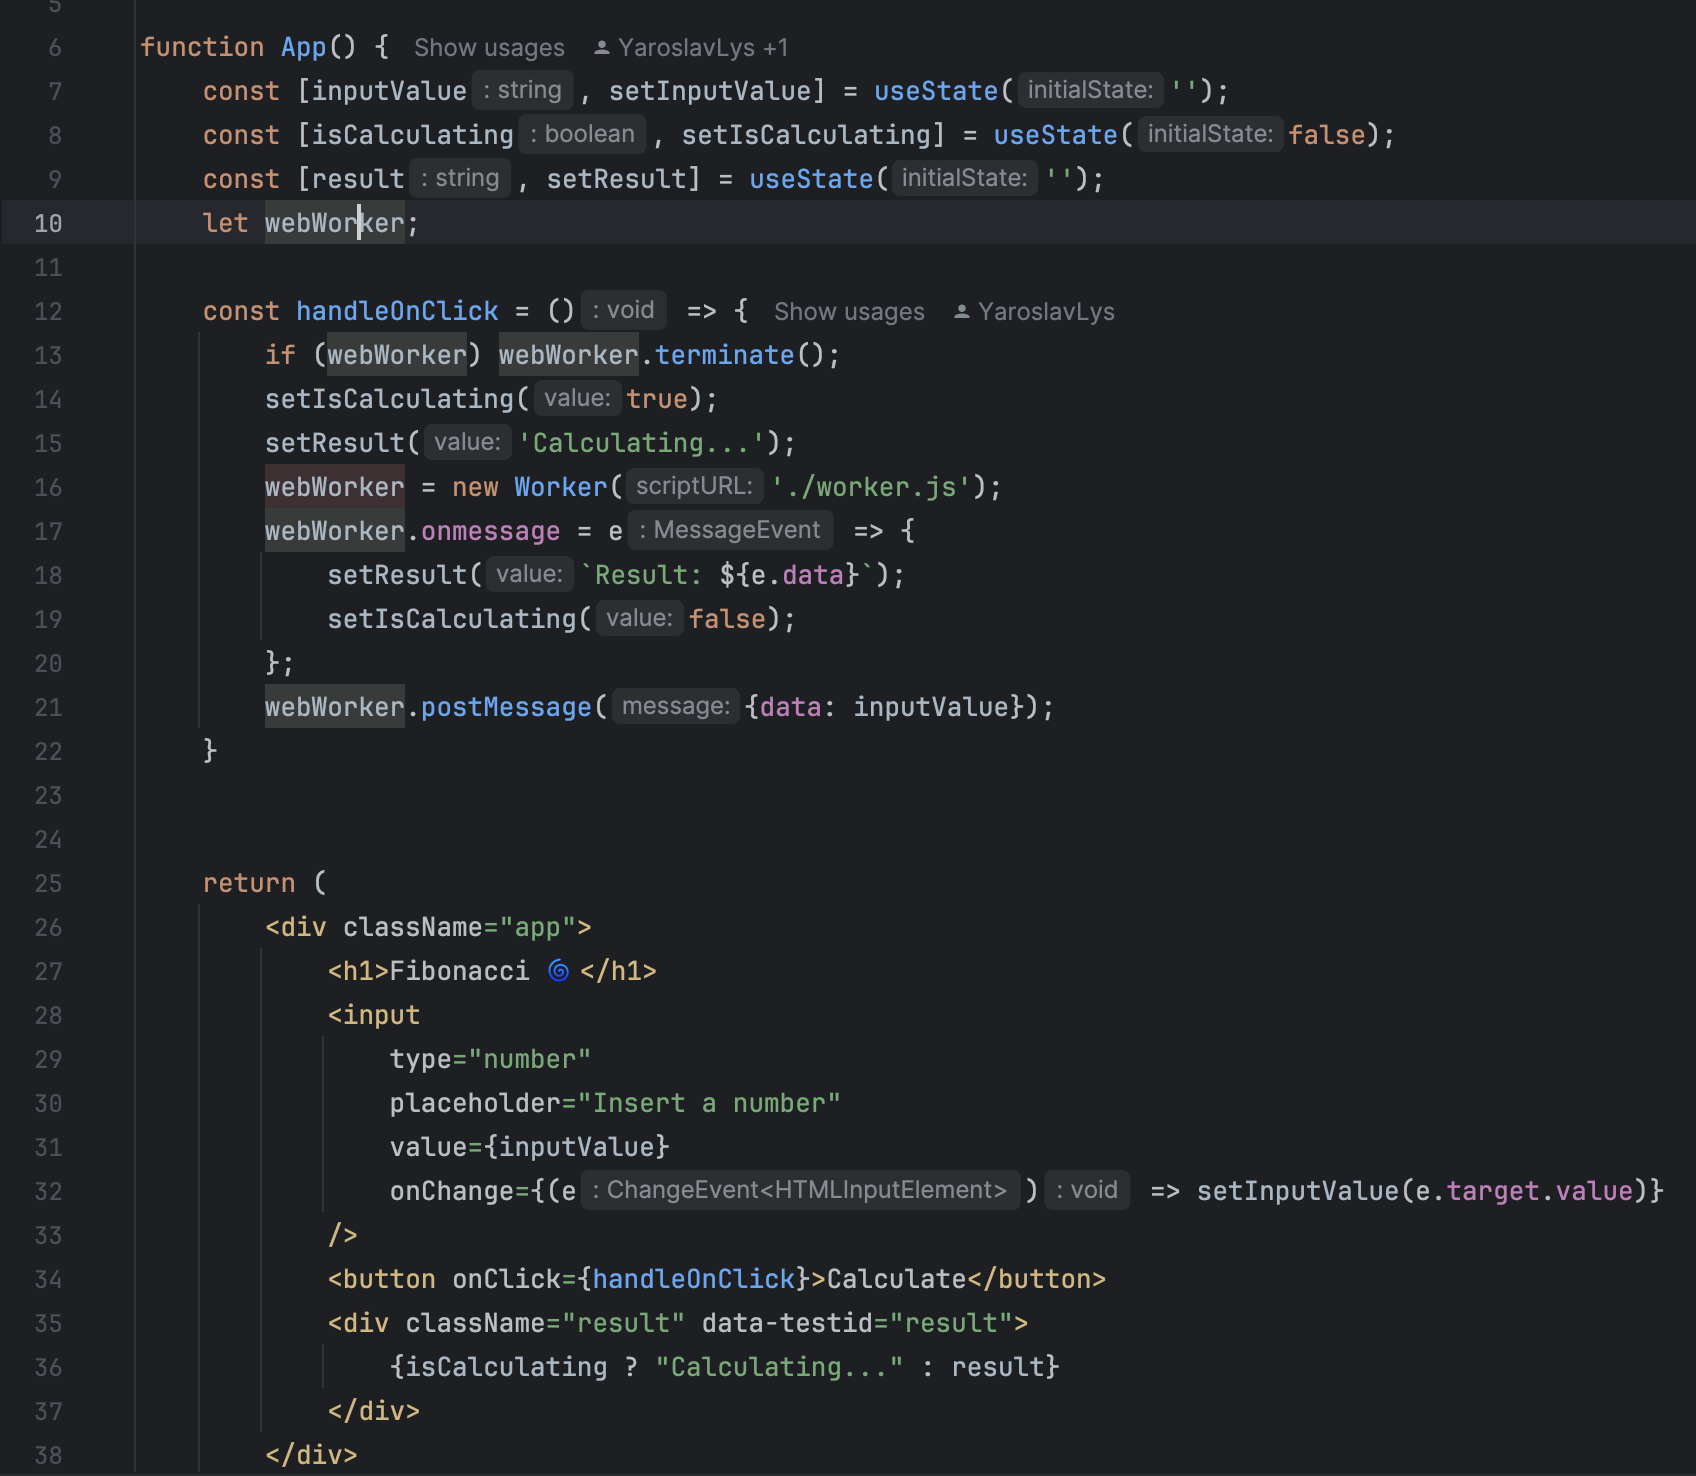 5
6 function App() { Show usages YaroslavLys +1
7 const [inputValue : string , setInputValue] = useState( initialState: '');
8 const [isCalculating : boolean , setIsCalculating] = useState( initialState: false);
9 const [result : string , setResult] = useState( initialState: '');
10 let webWorker;
11
12 const handleOnClick = () : void => { Show usages YaroslavLys
13 if (webWorker) webWorker.terminate();
14 setIsCalculating( value: true);
15 setResult( value: 'Calculating...');
16 webWorker = new Worker( scriptURL: './worker.js');
17 webWorker.onmessage = e : MessageEvent => {
18 setResult( value: `Result: ${e.data}`);
19 setIsCalculating( value: false);
20 };
21 webWorker.postMessage( message: {data: inputValue});
22 }
23
24
25 return (
26 <div className="app">
27 <h1>Fibonacci 🌀 </h1>
28 <input
29 type="number"
30 placeholder="Insert a number"
31 value={inputValue}
32 onChange={(e : ChangeEvent<HTMLInputElement> ) : void => setInputValue(e.target.value)}
33 />
34 <button onClick={handleOnClick}>Calculate</button>
35 <div className="result" data-testid="result">
36 {isCalculating ? "Calculating..." : result}
37 </div>
38 </div>